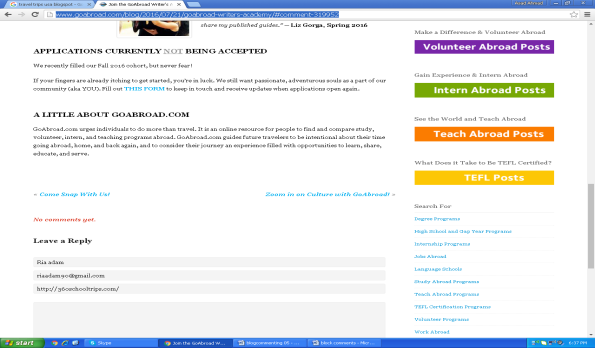 Join the GoAbroad Writer's
www.goabroad.com/blog/2016/07/21/goabroad-writers-academy/#comment-31995
share my published guides." – Liz Gorga, Spring 2016
APPLICATIONS CURRENTLY NOT BEING ACCEPTED
We recently filled our Fall 2016 cohort, but never fear!
If your fingers are already itching to get started, you're in luck. We still want passionate, adventurous souls as a part of our
community (aka YOU). Fill out THIS FORM to keep in touch and receive updates when applications open again.
A LITTLE ABOUT GOABROAD.COM
GoAbroad.com urges individuals to do more than travel. It is an online resource for people to find and compare study,
volunteer, intern, and teaching programs abroad. GoAbroad.com guides future travelers to be intentional about their time
going abroad, home, and back again, and to consider their journey an experience filled with opportunities to learn, share,
educate, and serve.
« Come Snap With Us!
Zoom in on Culture with GoAbroad! »
No comments yet.
Leave a Reply
Ria adam
riaadam90@gmail.com
http://360schooltrips.com/
Make a Difference & Volunteer Abroad
Volunteer Abroad Posts
Gain Experience & Intern Abroad
Intern Abroad Posts
See the World and Teach Abroad
Teach Abroad Posts
What Does it Take to Be TEFL Certified?
TEFL Posts
Search For
Degree Programs
High School and Gap Year Programs
Internship Programs
Jobs Abroad
Language Schools
Study Abroad Programs
Teach Abroad Programs
TEFL Certification Programs
Volunteer Programs
Work Abroad
start
Skype
Join the GoAbroad W...
6:37 PM